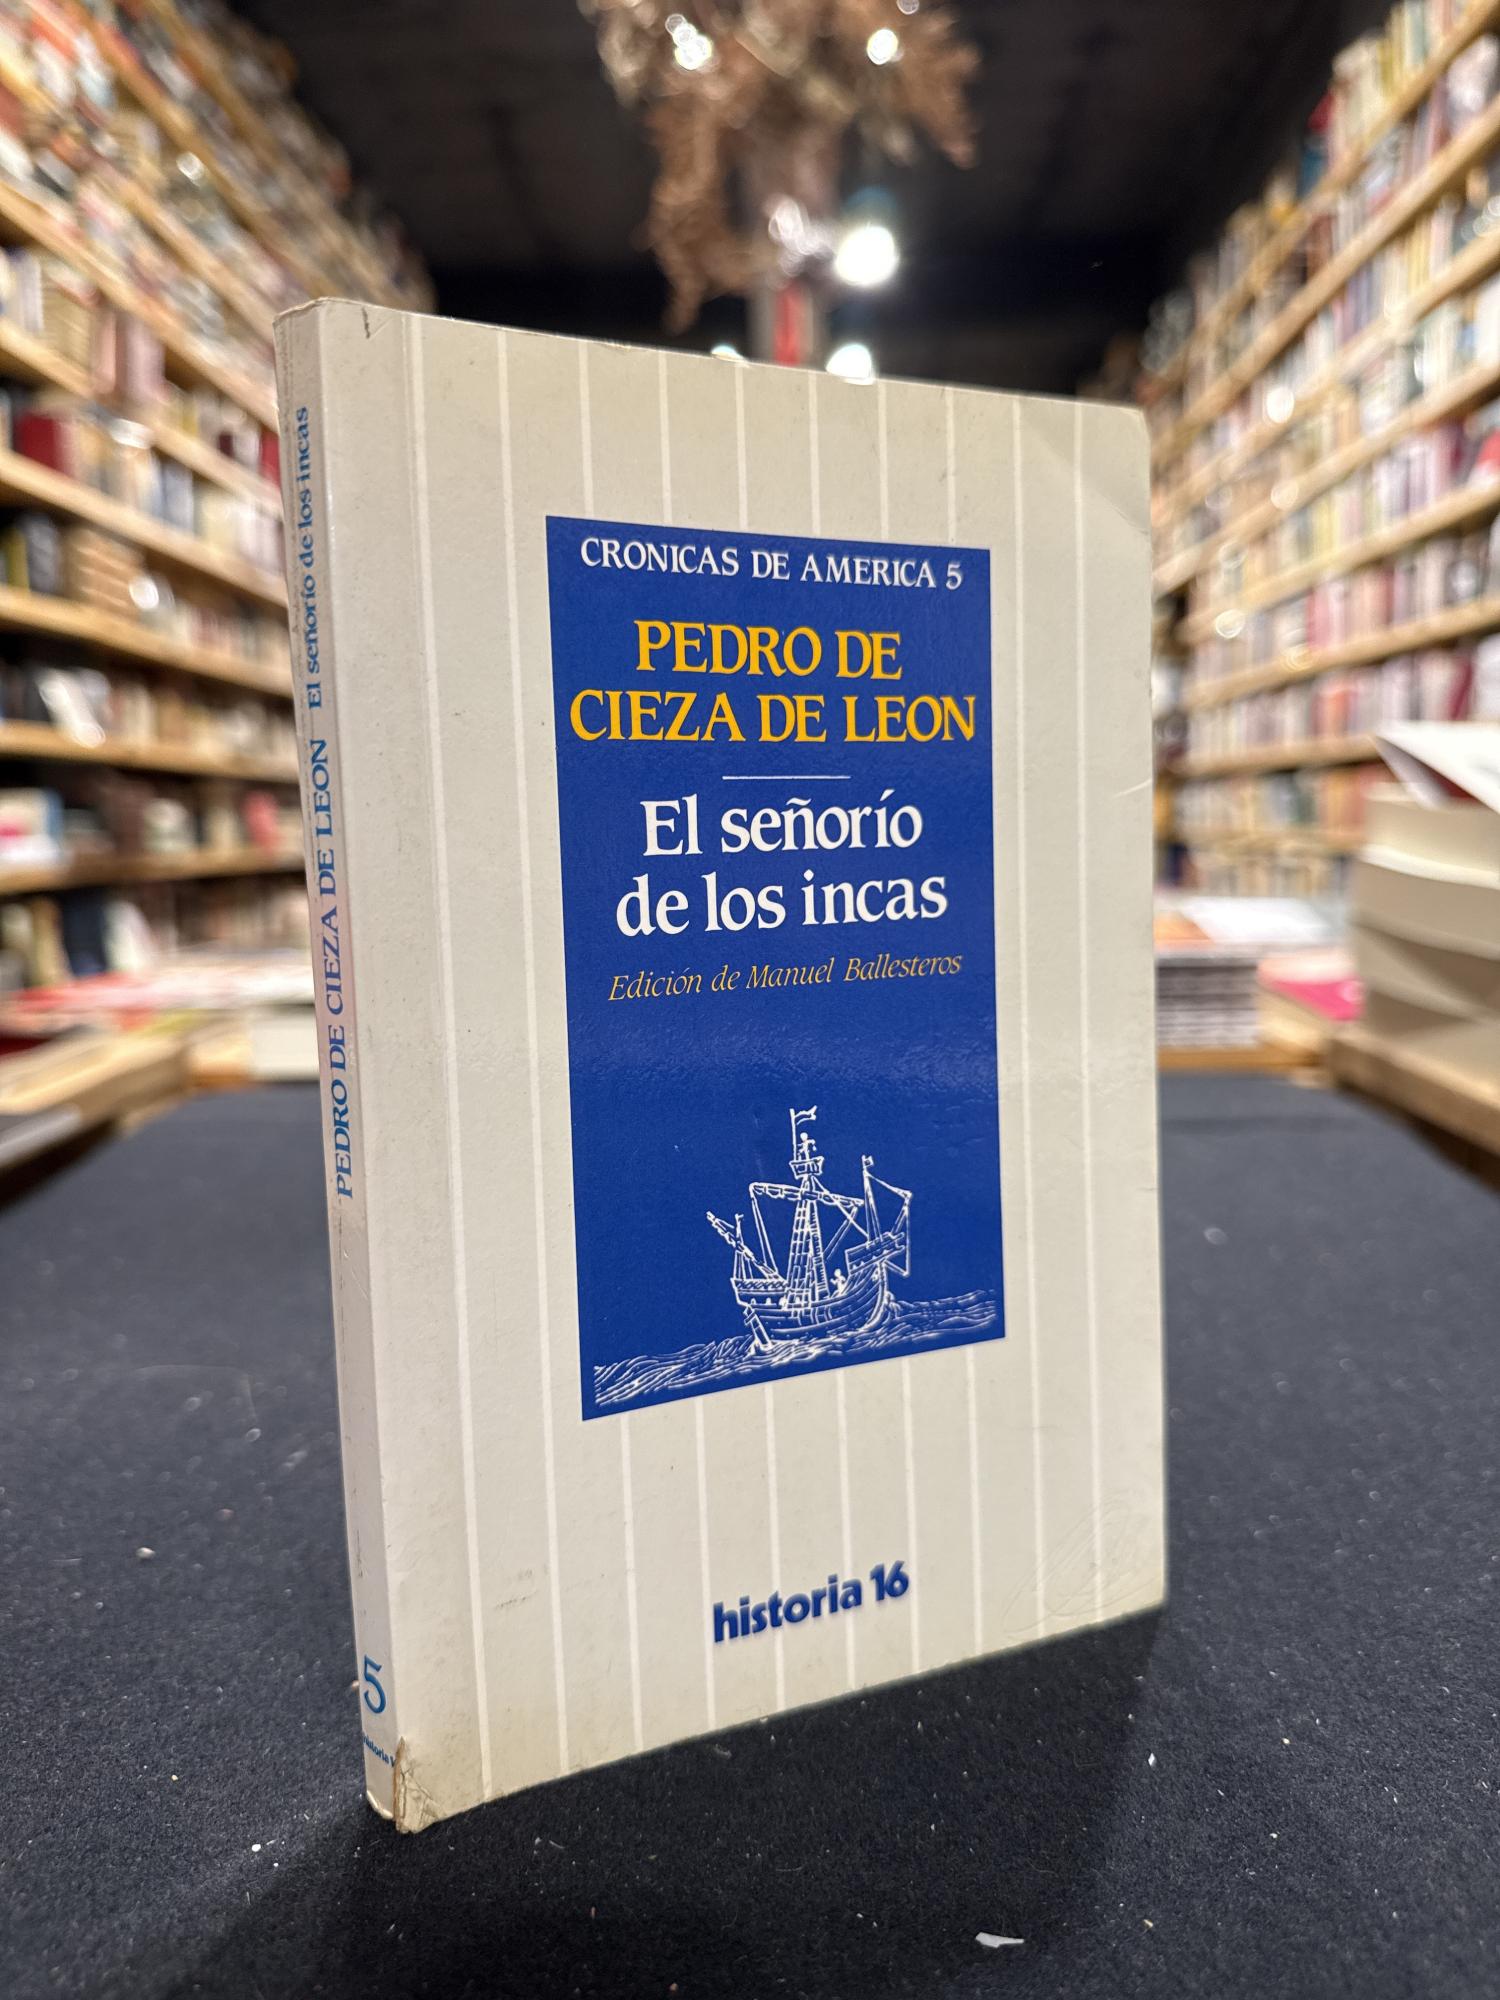 CRONICAS DE AMERICA 5
PEDRO DE
CIEZA DE LEON
El señorío
de los incas
Edición de Manuel Ballesteros
historia 16
PEDRO DE CIEZA DE LEON El señorío de los incas
5